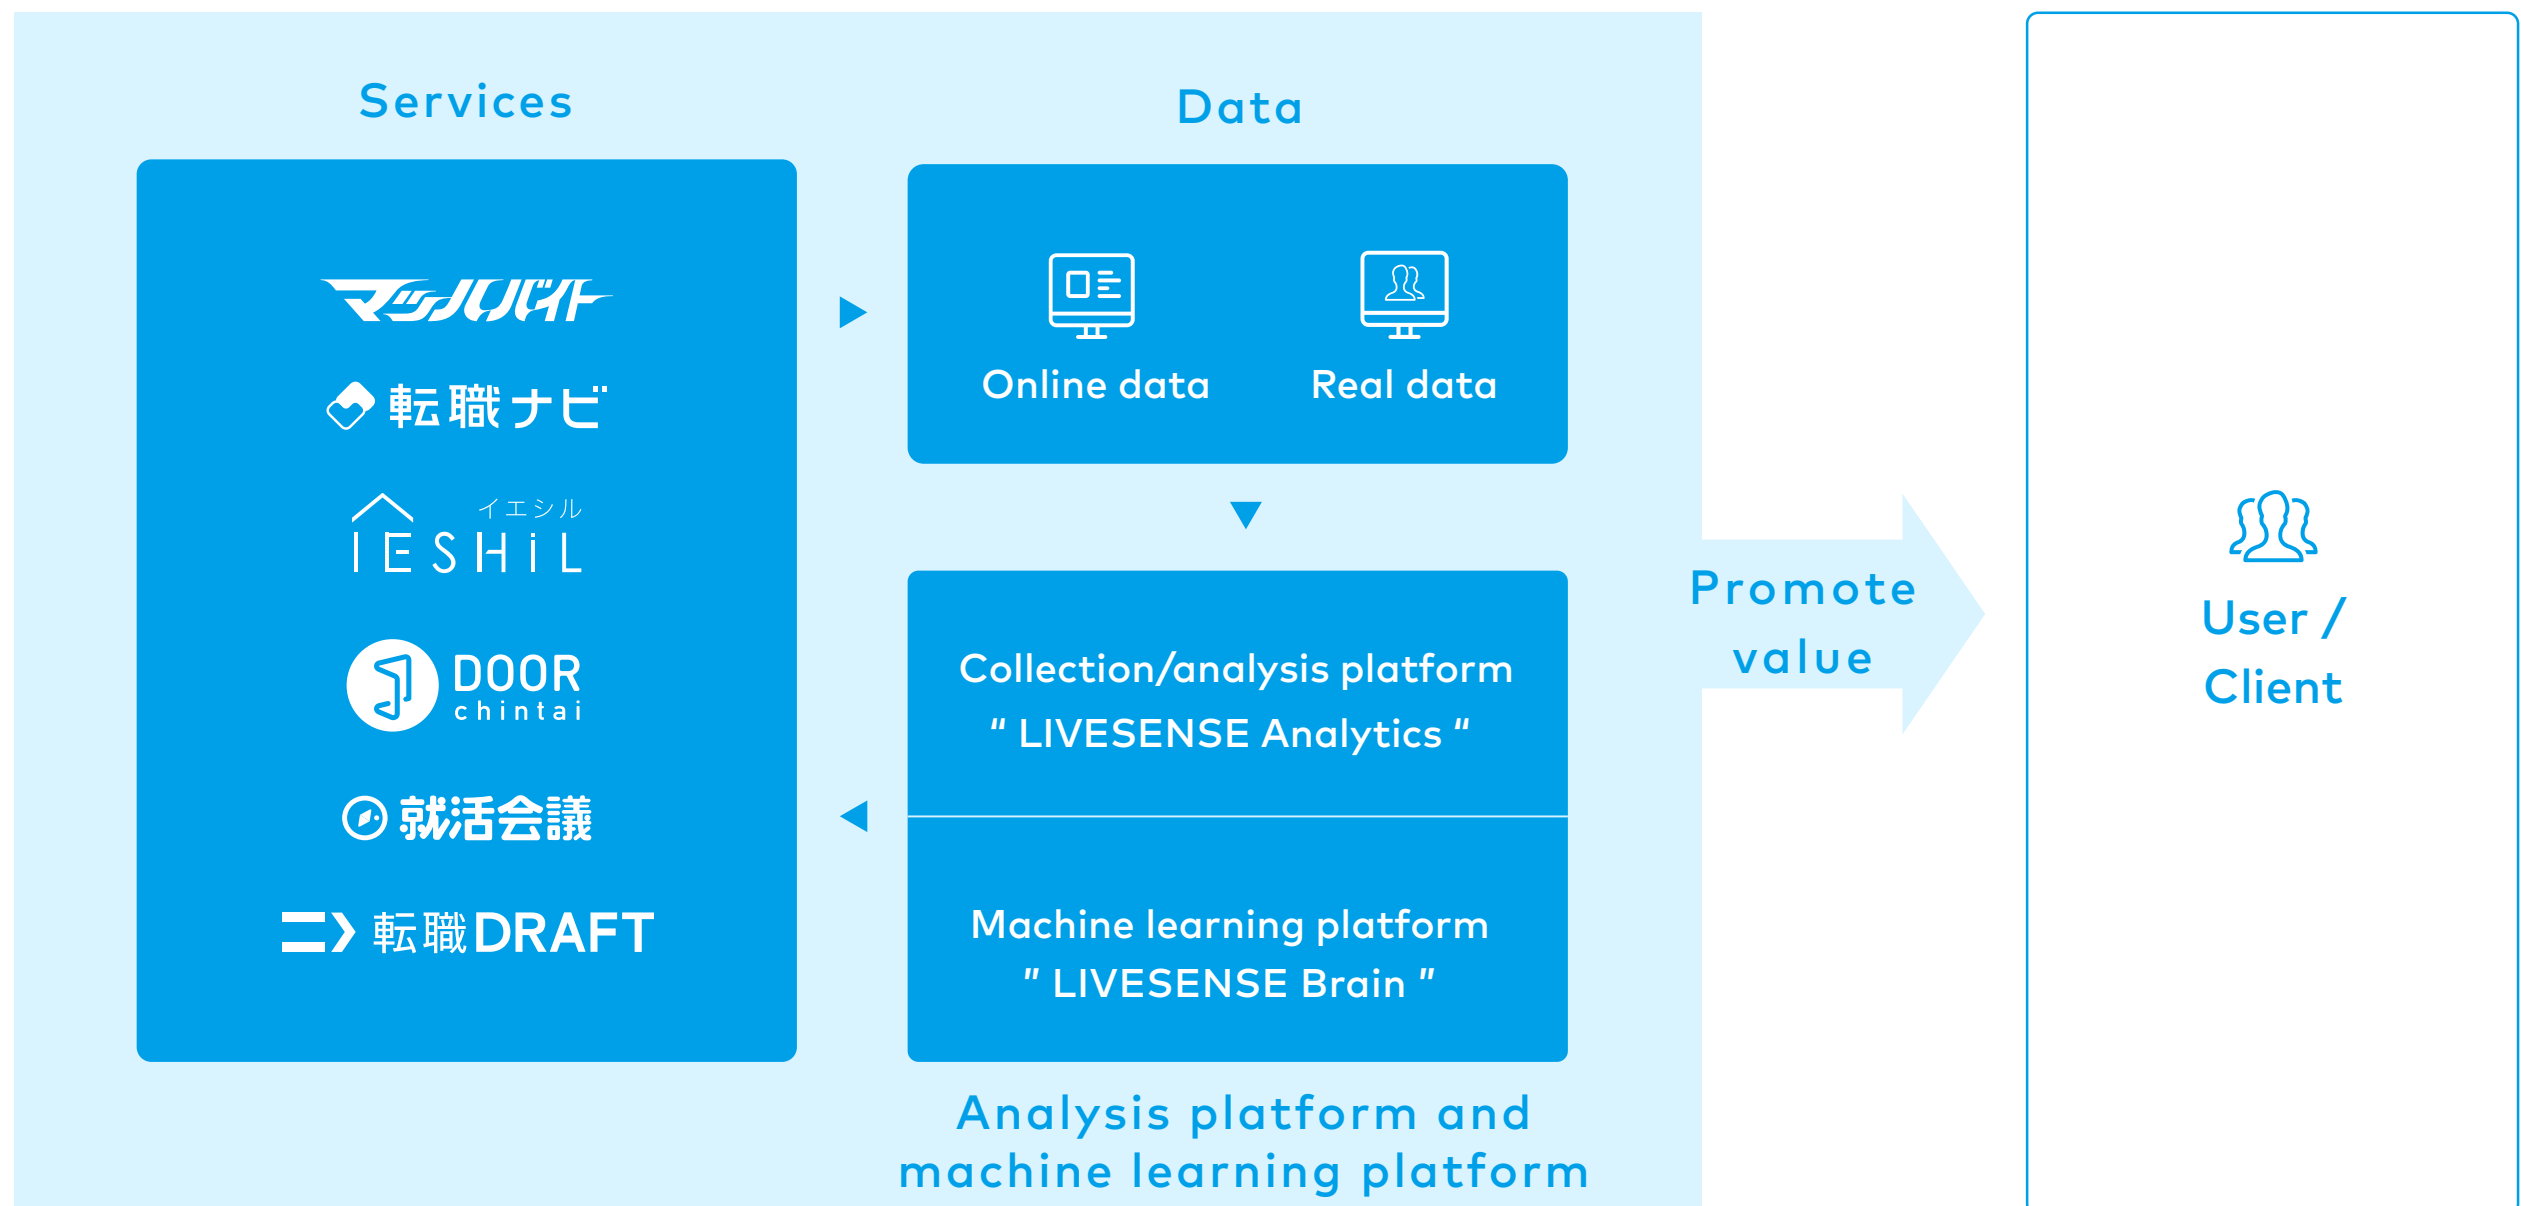 Services
マッハバイト
転職ナビ
イエシル
IESHiL
DOOR
chintai
就活会議
転職DRAFT
Data
Online data
Real data
Collection/analysis platform
“ LIVESENSE Analytics “
Machine learning platform
” LIVESENSE Brain ”
Analysis platform and
machine learning platform
Promote
value
User /
Client